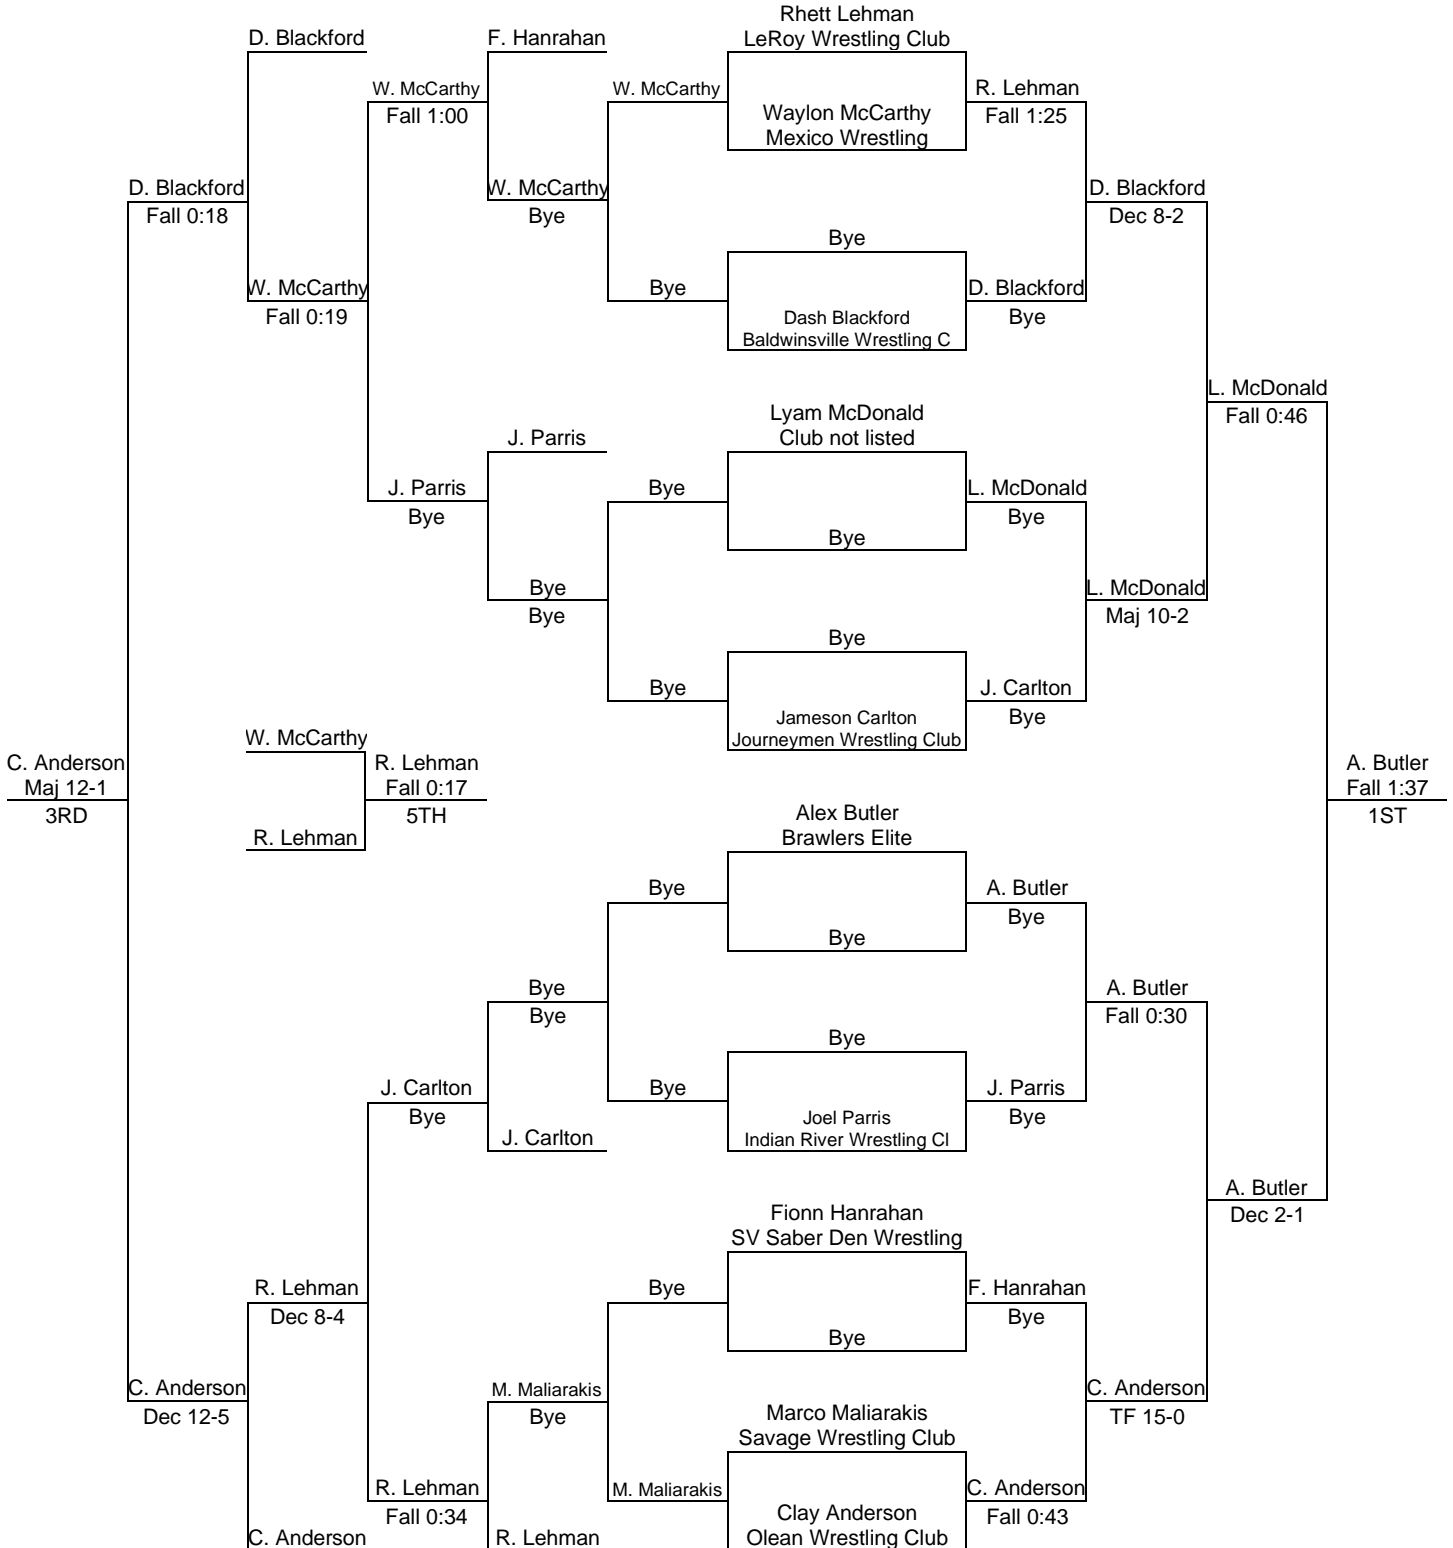 Rhett Lehman
D. Blackford
F. Hanrahan
LeRoy Wrestling Club
W. McCarthy
W. McCarthy
R. Lehman
Fall 1:00
Waylon McCarthy
Fall 1:25
Mexico Wrestling
D. Blackford
W. McCarthy
D. Blackford
Fall 0:18
Bye
Dec 8-2
Bye
W. McCarthy
Bye
D. Blackford
Fall 0:19
Dash Blackford
Bye
Baldwinsville Wrestling C
L. McDonald
Lyam McDonald
Fall 0:46
J. Parris
Club not listed
J. Parris
Bye
L. McDonald
Bye
Bye
Bye
Bye
L. McDonald
Bye
Maj 10-2
Bye
Bye
J. Carlton
Jameson Carlton
Bye
W. McCarthy
Journeymen Wrestling Club
C. Anderson
R. Lehman
A. Butler
Maj 12-1
Fall 0:17
Fall 1:37
3RD
5TH
Alex Butler
1ST
R. Lehman
Brawlers Elite
Bye
A. Butler
Bye
Bye
Bye
A. Butler
Bye
Fall 0:30
Bye
J. Carlton
Bye
J. Parris
Bye
Joel Parris
Bye
J. Carlton
Indian River Wrestling Cl
A. Butler
Fionn Hanrahan
Dec 2-1
SV Saber Den Wrestling
R. Lehman
Bye
F. Hanrahan
Dec 8-4
Bye
Bye
C. Anderson
M. Maliarakis
C. Anderson
Dec 12-5
Bye
Marco Maliarakis
TF 15-0
Savage Wrestling Club
R. Lehman
M. Maliarakis
C. Anderson
Fall 0:34
Clay Anderson
Fall 0:43
C. Anderson
R. Lehman
Olean Wrestling Club